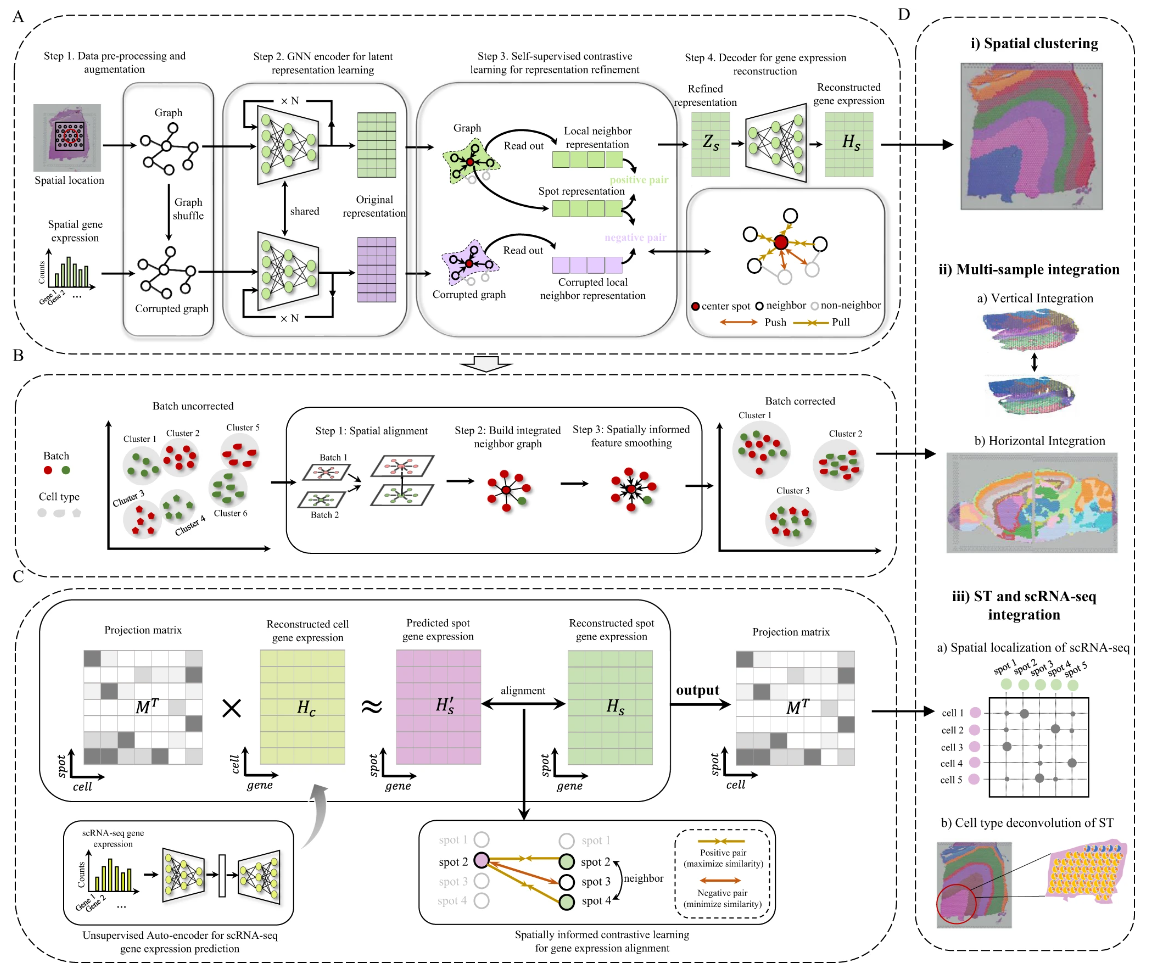 A
Step 1. Data pre-processing and
augmentation
Graph
Spatial location
Graph
shuffle
Spatial gene
expression
Counts
Gene 1
Gene 2
...
Corrupted graph
Step 2. GNN encoder for latent
representation learning
× N
shared
Original
representation
× N
Step 3. Self-supervised contrastive
learning for representation refinement
Graph
Read out
Local neighbor
representation
positive pair
Spot representation
negative pair
Read out
Corrupted graph
Corrupted local
neighbor representation
Step 4. Decoder for gene expression
reconstruction
Refined
representation
Reconstructed
gene expression
Zs
Hs
center spot
neighbor
non-neighbor
Push
Pull
B
Batch uncorrected
Batch
Cell type
Cluster 1
Cluster 2
Cluster 5
Cluster 3
Cluster 4
Cluster 6
Step 1: Spatial alignment
Batch 1
Batch 2
Step 2: Build integrated
neighbor graph
Step 3: Spatially informed
feature smoothing
Batch corrected
Cluster 1
Cluster 2
Cluster 3
C
Projection matrix
Mᵀ
spot
cell
×
Reconstructed cell
gene expression
Hc
cell
gene
≈
Predicted spot
gene expression
H′s
spot
gene
alignment
Reconstructed spot
gene expression
Hs
spot
gene
output
Projection matrix
Mᵀ
spot
cell
scRNA-seq gene
expression
Counts
Gene 1
Gene 2
...
Unsupervised Auto-encoder for scRNA-seq
gene expression prediction
spot 1
spot 2
spot 3
spot 4
spot 1
spot 2
spot 3
spot 4
neighbor
Positive pair
(maximize similarity)
Negative pair
(minimize similarity)
Spatially informed contrastive learning
for gene expression alignment
D
i) Spatial clustering
ii) Multi-sample integration
a) Vertical Integration
b) Horizontal Integration
iii) ST and scRNA-seq
integration
a) Spatial localization of scRNA-seq
spot 1
spot 2
spot 3
spot 4
spot 5
cell 1
cell 2
cell 3
cell 4
cell 5
b) Cell type deconvolution of ST